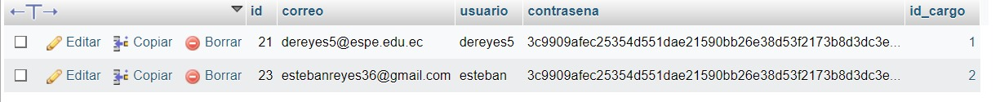 ←T→ id correo usuario contrasena id_cargo
Editar Copiar Borrar 21 dereyes5@espe.edu.ec dereyes5 3c9909afec25354d551dae21590bb26e38d53f2173b8d3dc3e... 1
Editar Copiar Borrar 23 estebanreyes36@gmail.com esteban 3c9909afec25354d551dae21590bb26e38d53f2173b8d3dc3e... 2